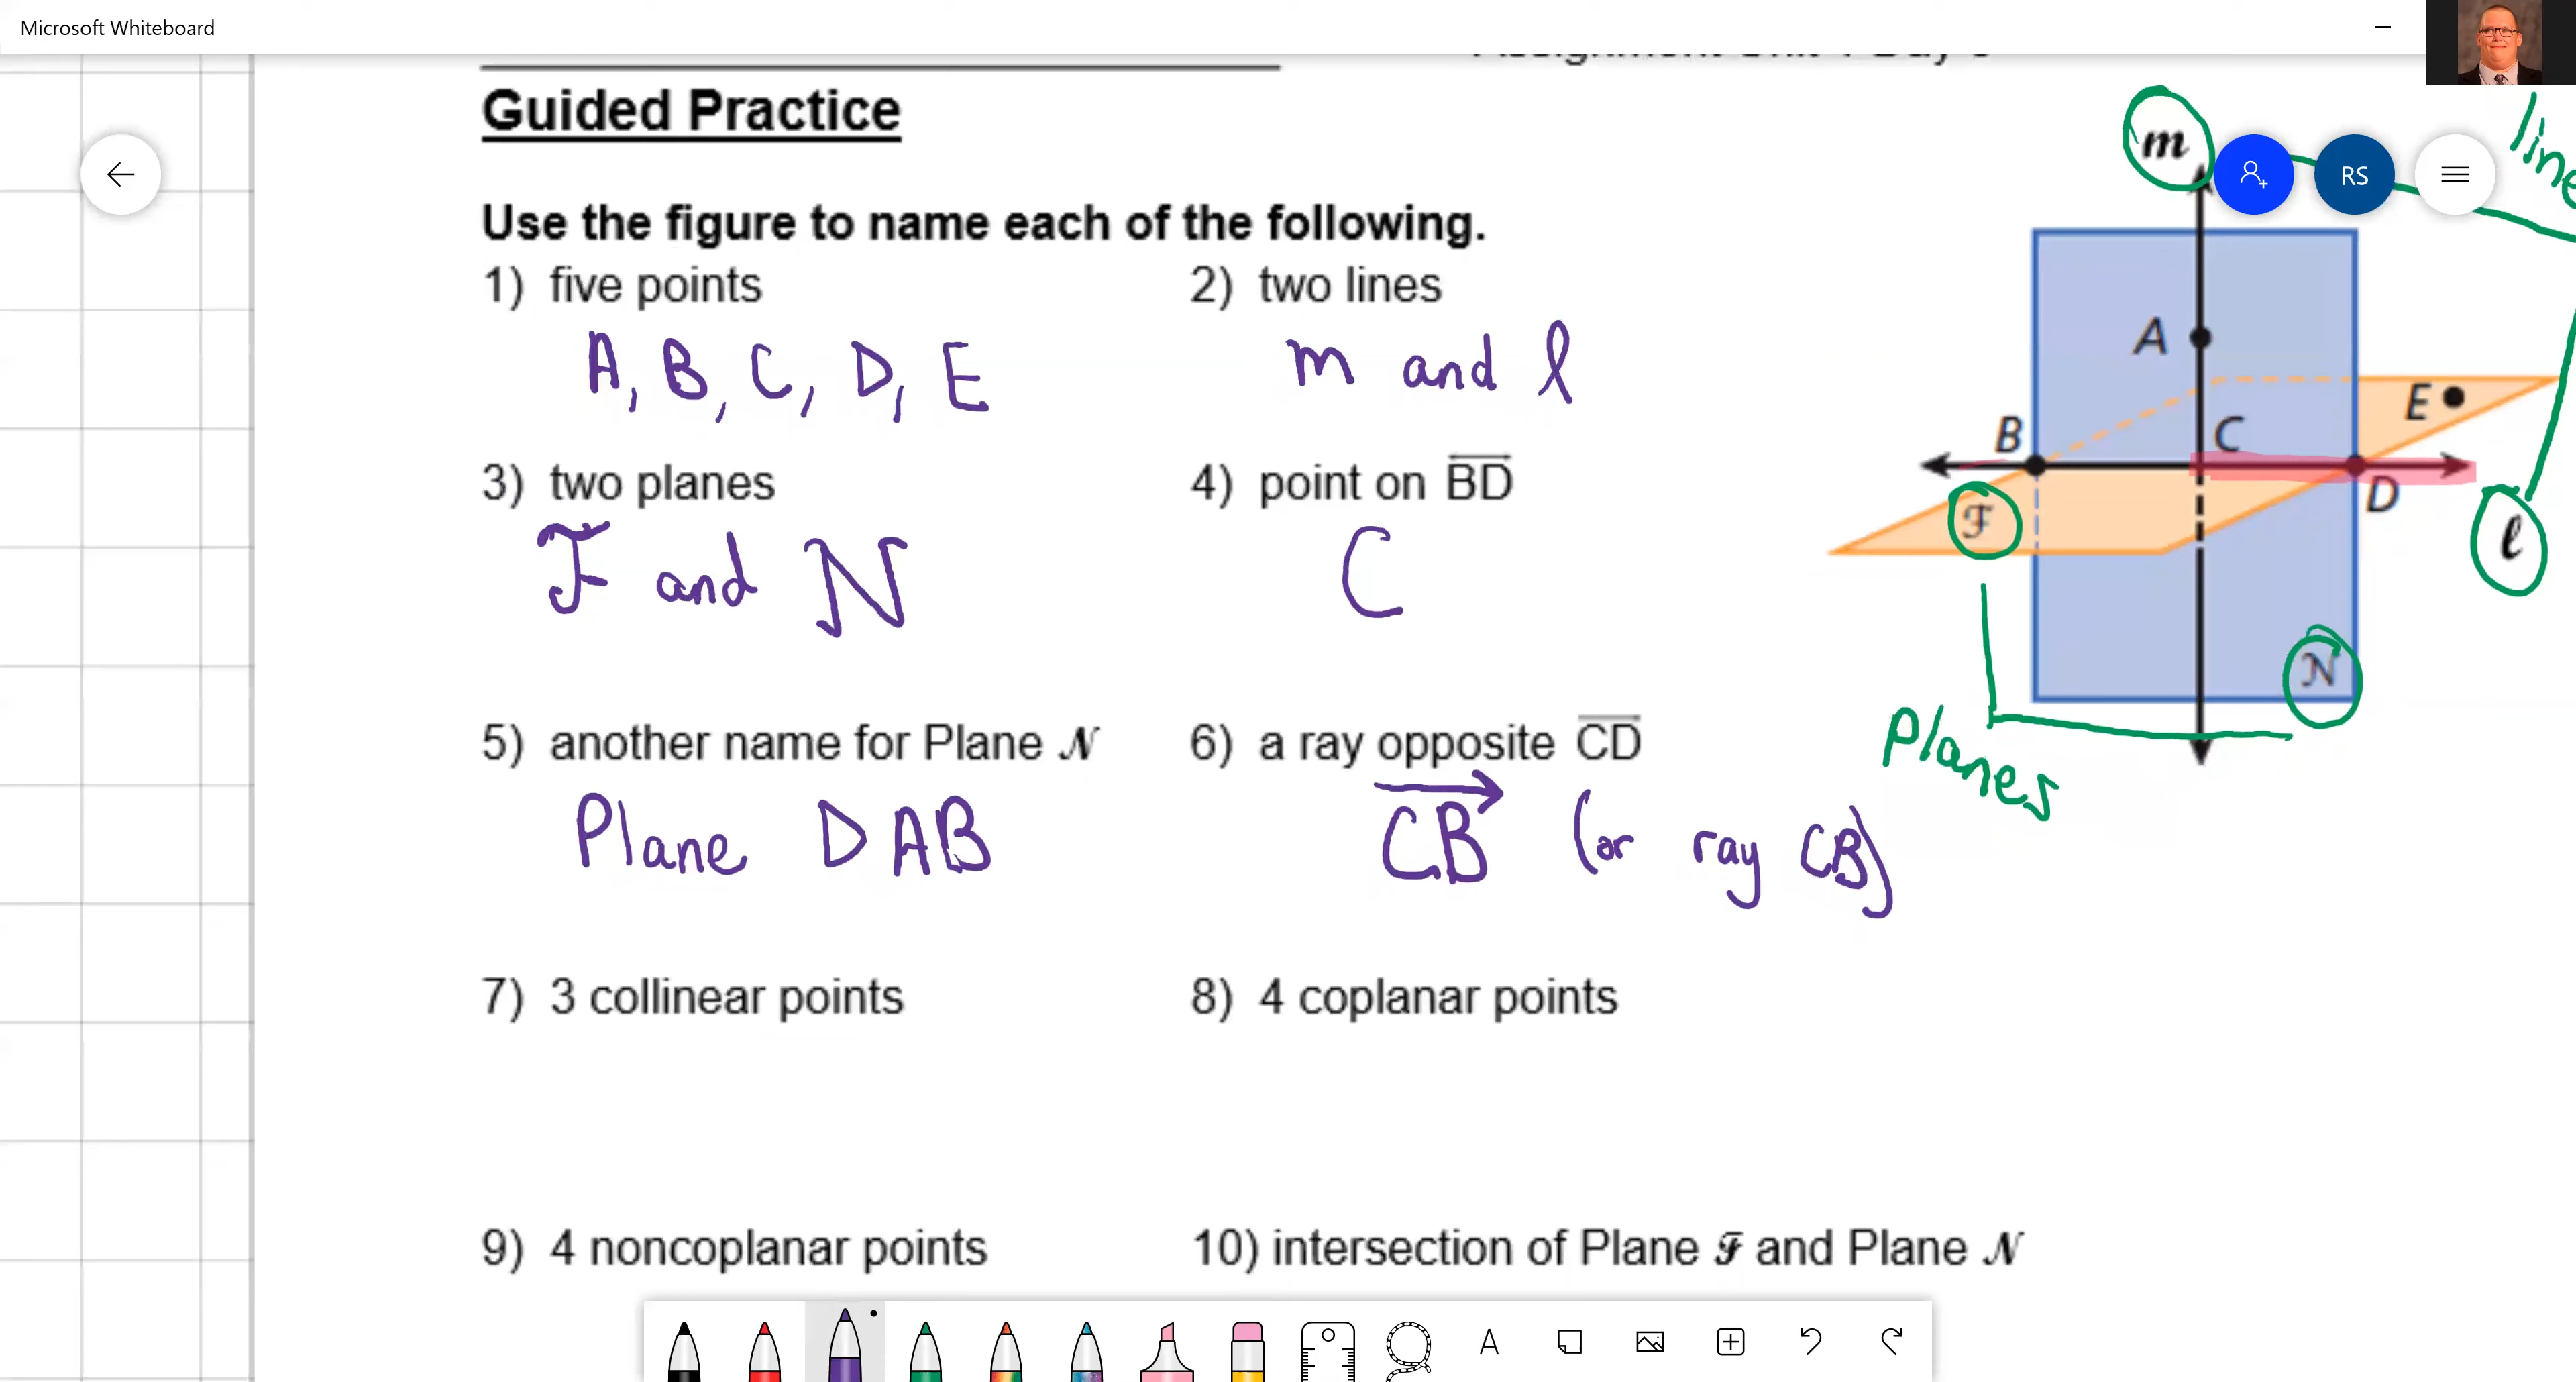 Microsoft Whiteboard
Guided Practice
RS
line
m
Use the figure to name each of the following.
1) five points
2) two lines
A, B, C, D, E
m and ℓ
A
E
B
C
D
3) two planes
4) point on BD
ℱ
ℓ
ℱ and N
C
N
5) another name for Plane N
6) a ray opposite CD
Planes
Plane DAB
CB (or ray CB)
7) 3 collinear points
8) 4 coplanar points
9) 4 noncoplanar points
10) intersection of Plane ℱ and Plane N
A